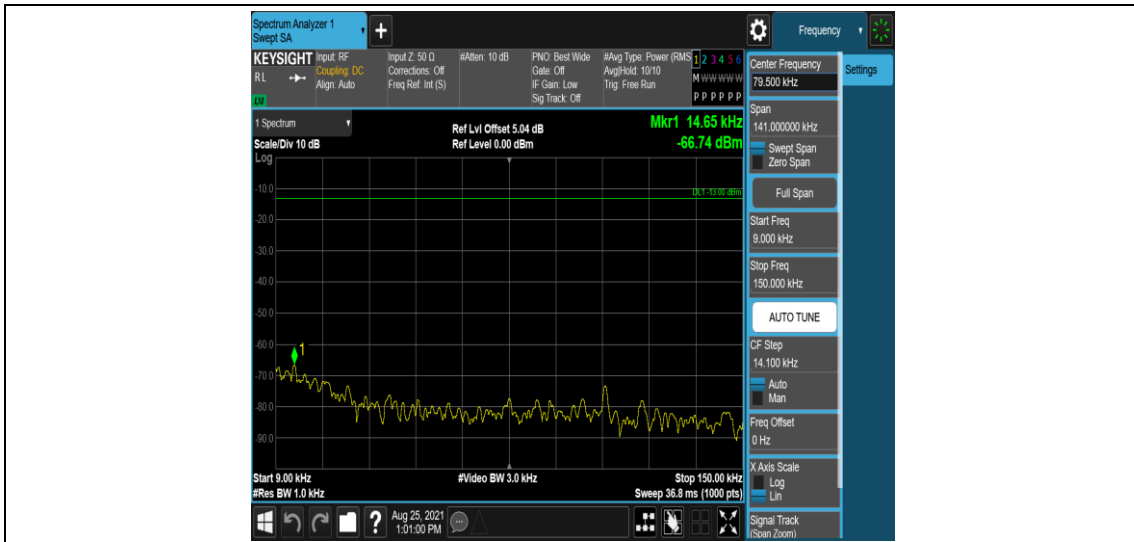 Spectrum Analyzer 1
Swept SA
+
Frequency
KEYSIGHT
RL
LXI
Input: RF
Coupling: DC
Align: Auto
Input Z: 50 Ω
Corrections: Off
Freq Ref: Int (S)
#Atten: 10 dB
PNO: Best Wide
Gate: Off
IF Gain: Low
Sig Track: Off
#Avg Type: Power (RMS
Avg|Hold: 10/10
Trig: Free Run
1 2 3 4 5 6
M W W W W W
P P P P P P
1 Spectrum
Scale/Div 10 dB
Log
Ref Lvl Offset 5.04 dB
Ref Level 0.00 dBm
Mkr1 14.65 kHz
-66.74 dBm
DL1 -13.00 dBm
-10.0
-20.0
-30.0
-40.0
-50.0
-60.0
1
-70.0
-80.0
-90.0
Start 9.00 kHz
#Res BW 1.0 kHz
#Video BW 3.0 kHz
Stop 150.00 kHz
Sweep 36.8 ms (1000 pts)
?
Aug 25, 2021
1:01:00 PM
Center Frequency
79.500 kHz
Span
141.000000 kHz
Swept Span
Zero Span
Full Span
Start Freq
9.000 kHz
Stop Freq
150.000 kHz
AUTO TUNE
CF Step
14.100 kHz
Auto
Man
Freq Offset
0 Hz
X Axis Scale
Log
Lin
Signal Track
(Span Zoom)
Settings